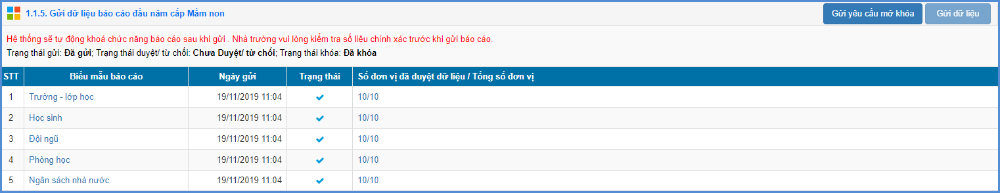 1.1.5. Gửi dữ liệu báo cáo đầu năm cấp Mầm non
Gửi yêu cầu mở khóa
Gửi dữ liệu
Hệ thống sẽ tự động khoá chức năng báo cáo sau khi gửi . Nhà trường vui lòng kiểm tra số liệu chính xác trước khi gửi báo cáo.
Trạng thái gửi: Đã gửi; Trạng thái duyệt/ từ chối: Chưa Duyệt/ từ chối; Trạng thái khóa: Đã khóa
STT Biểu mẫu báo cáo Ngày gửi Trạng thái Số đơn vị đã duyệt dữ liệu / Tổng số đơn vị
1 Trường - lớp học 19/11/2019 11:04 10/10
2 Học sinh 19/11/2019 11:04 10/10
3 Đội ngũ 19/11/2019 11:04 10/10
4 Phòng học 19/11/2019 11:04 10/10
5 Ngân sách nhà nước 19/11/2019 11:04 10/10